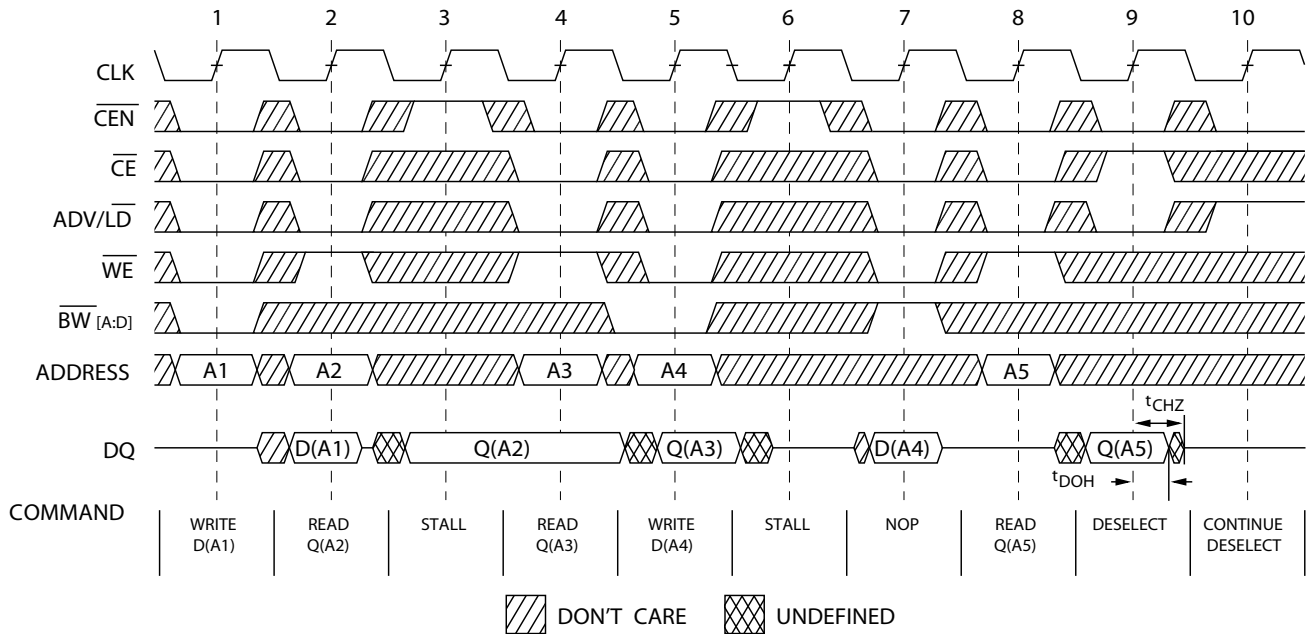 1 2 3 4 5 6 7 8 9 10
CLK
CEN
CE
ADV/LD
WE
BW [A:D]
ADDRESS A1 A2 A3 A4 A5
tCHZ
DQ D(A1) Q(A2) Q(A3) D(A4) Q(A5)
tDOH
COMMAND
WRITE READ STALL READ WRITE STALL NOP READ DESELECT CONTINUE
D(A1) Q(A2) Q(A3) D(A4) Q(A5) DESELECT
DON'T CARE UNDEFINED